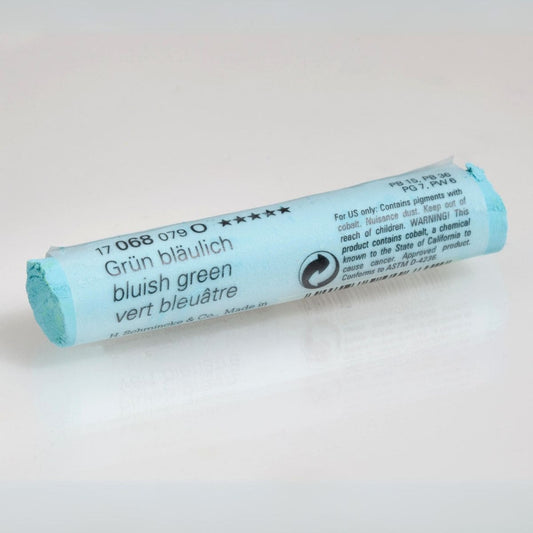 17 068 079 O ★★★★★
Grün bläulich
bluish green
vert bleuâtre
H. Schmincke & Co., Made in
PB 15, PB 36
PG 7, PW 6
For US only: Contains pigments with
cobalt. Nuisance dust. Keep out of
reach of children. WARNING! This
product contains cobalt, a chemical
known to the State of California to
cause cancer. Approved product.
Conforms to ASTM D-4236.